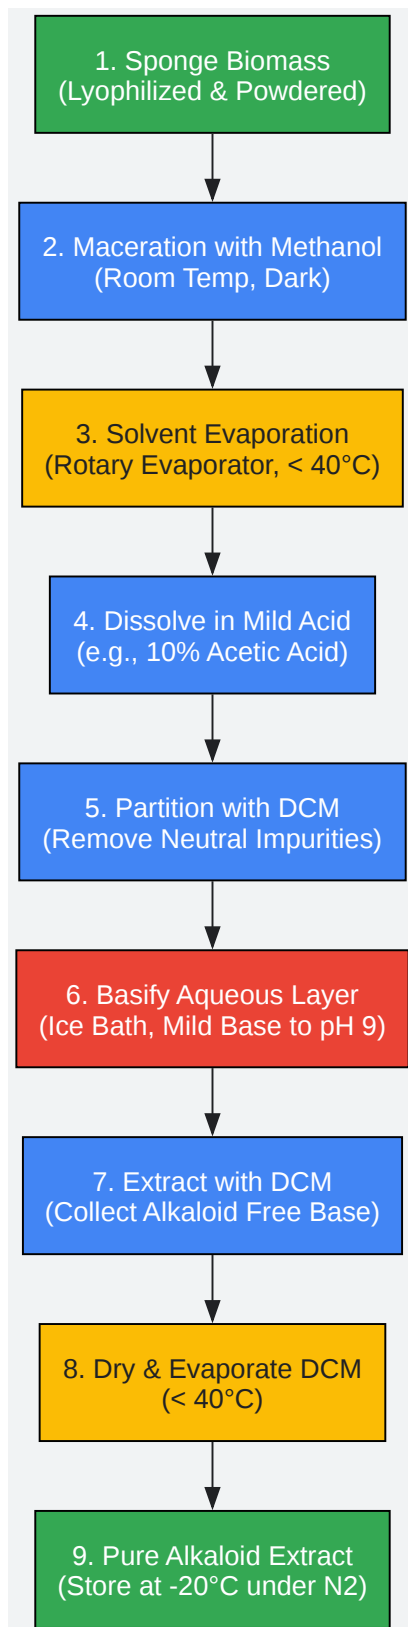 1. Sponge Biomass
(Lyophilized & Powdered)
2. Maceration with Methanol
(Room Temp, Dark)
3. Solvent Evaporation
(Rotary Evaporator, < 40°C)
4. Dissolve in Mild Acid
(e.g., 10% Acetic Acid)
5. Partition with DCM
(Remove Neutral Impurities)
6. Basify Aqueous Layer
(Ice Bath, Mild Base to pH 9)
7. Extract with DCM
(Collect Alkaloid Free Base)
8. Dry & Evaporate DCM
(< 40°C)
9. Pure Alkaloid Extract
(Store at -20°C under N2)